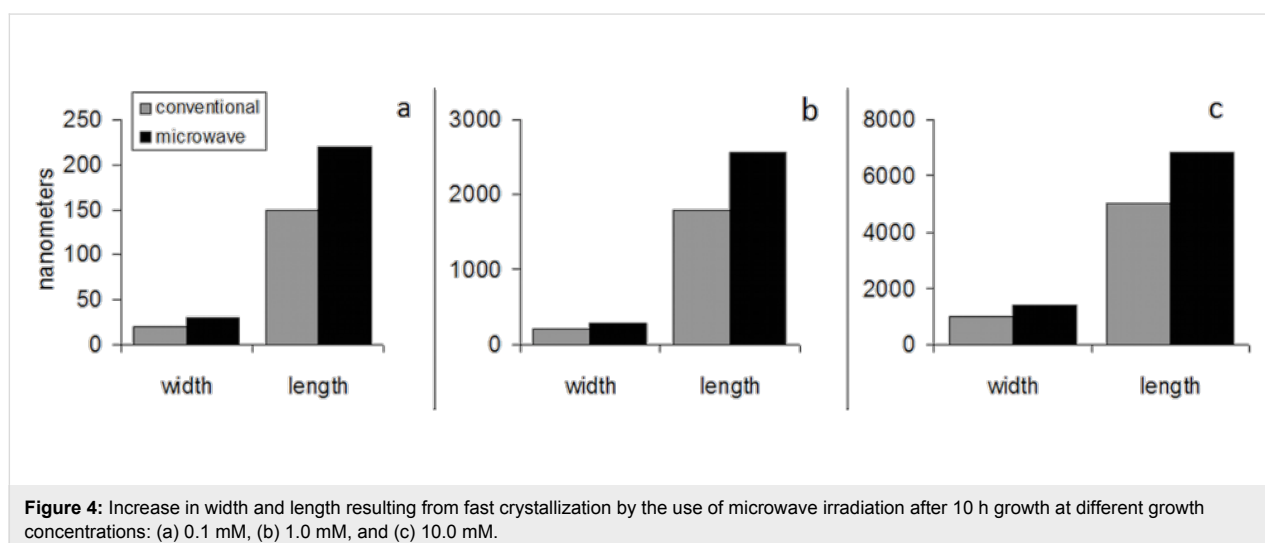 conventional
microwave
a
250
200
150
100
50
0
nanometers
width
length
b
3000
2000
1000
0
width
length
c
8000
6000
4000
2000
0
width
length
Figure 4: Increase in width and length resulting from fast crystallization by the use of microwave irradiation after 10 h growth at different growth
concentrations: (a) 0.1 mM, (b) 1.0 mM, and (c) 10.0 mM.